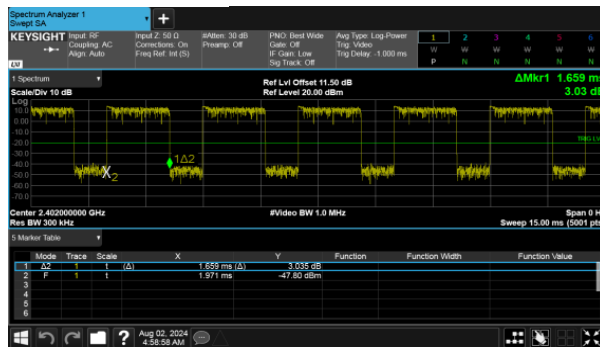 Spectrum Analyzer 1
Swept SA
KEYSIGHT
Input: RF
Coupling: AC
Align: Auto
Input Z: 50 Ω
Corrections: On
Freq Ref: Int (S)
#Atten: 30 dB
Preamp: Off
PNO: Best Wide
Gate: Off
IF Gain: Low
Sig Track: Off
Avg Type: Log-Power
Trig: Video
Trig Delay: -1.000 ms
1 2 3 4 5 6
W W W W W W
P N N N N N
1 Spectrum
Scale/Div 10 dB
Ref Lvl Offset 11.50 dB
Ref Level 20.00 dBm
ΔMkr1 1.659 ms
3.03 dB
Log
10.0
0.00
-10.0
-20.0
-30.0
-40.0
-50.0
-60.0
-70.0
TRIG LV
1Δ2
X2
Center 2.402000000 GHz
Res BW 300 kHz
#Video BW 1.0 MHz
Span 0 H
Sweep 15.00 ms (5001 pts
5 Marker Table
Mode Trace Scale X Y Function Function Width Function Value
1 Δ2 1 t (Δ) 1.659 ms (Δ) 3.035 dB
2 F 1 t 1.971 ms -47.80 dBm
3
4
5
6
?
Aug 02, 2024
4:58:58 AM